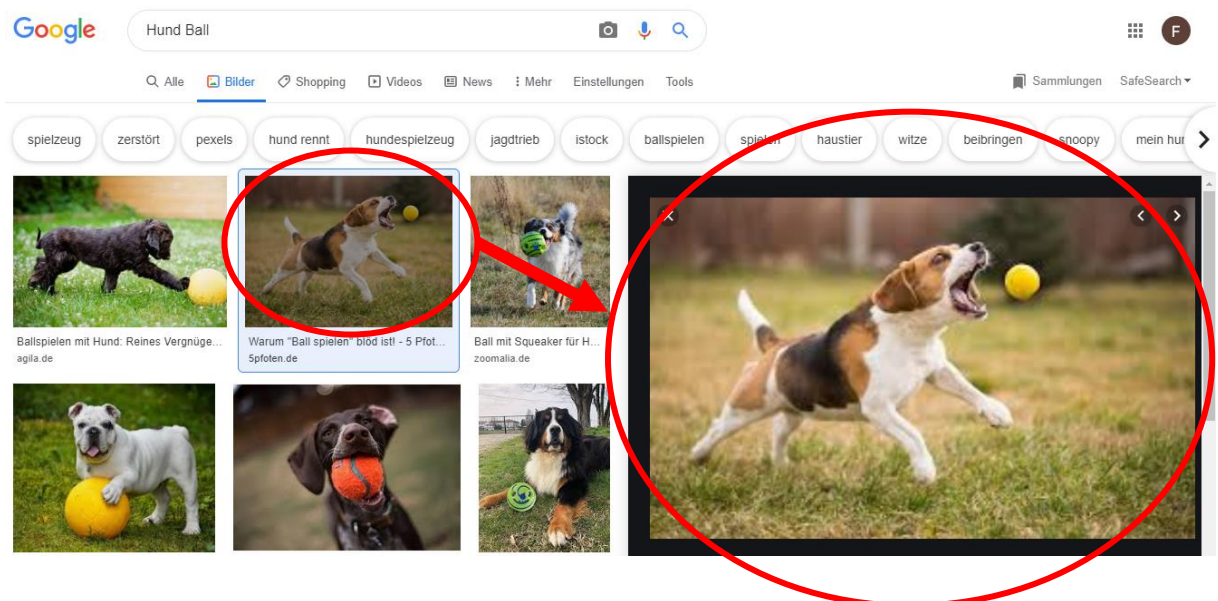 Google
Hund Ball
F
Alle Bilder Shopping Videos News Mehr Einstellungen Tools Sammlungen SafeSearch
spielzeug zerstört pexels hund rennt hundespielzeug jagdtrieb istock ballspielen spielen haustier witze beibringen snoopy mein hur
Ballspielen mit Hund: Reines Vergnüge...
agila.de
Warum "Ball spielen" blöd ist! - 5 Pfot...
5pfoten.de
Ball mit Squeaker für H...
zoomalia.de